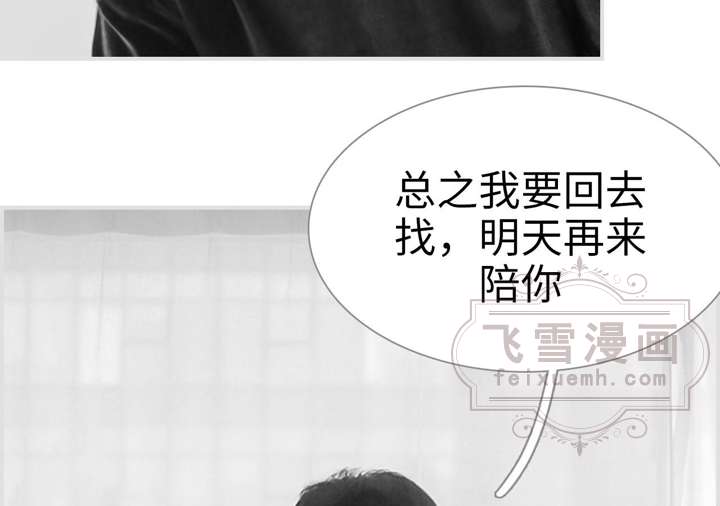 总之我要回去
找，明天再来
陪你
飞雪漫画
feixuemh.com